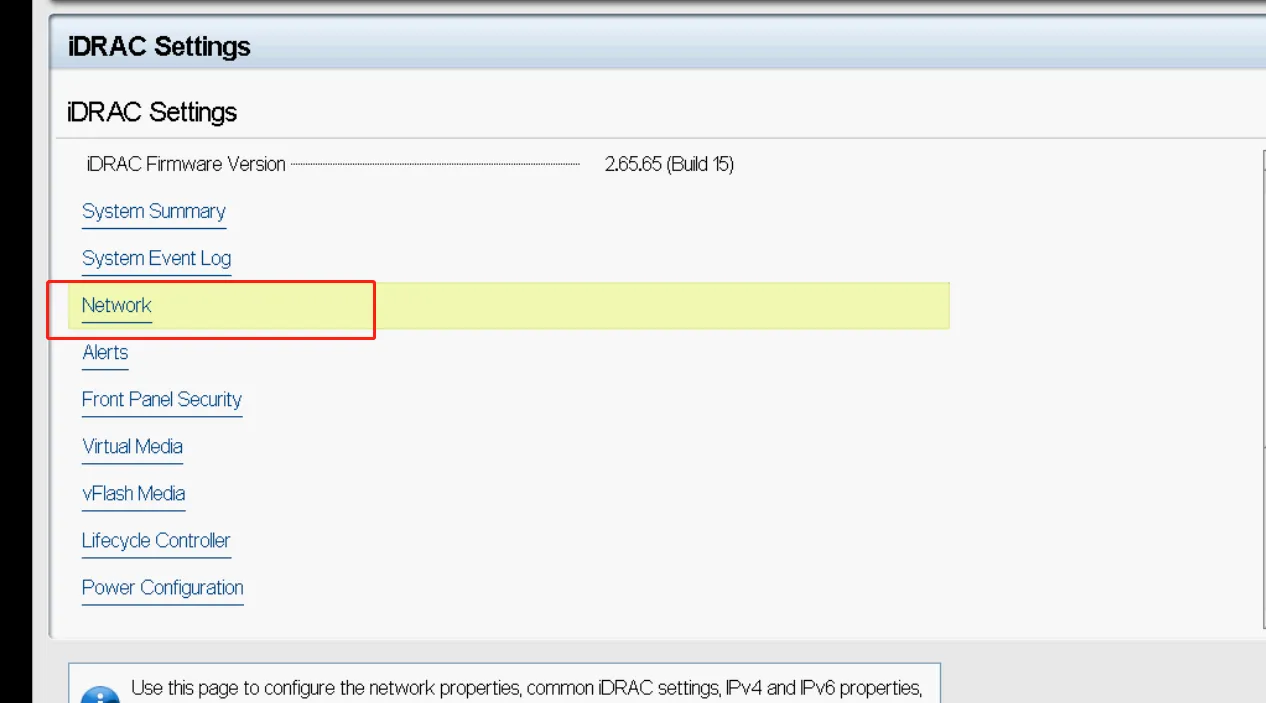 iDRAC Settings
iDRAC Settings
iDRAC Firmware Version 2.65.65 (Build 15)
System Summary
System Event Log
Network
Alerts
Front Panel Security
Virtual Media
vFlash Media
Lifecycle Controller
Power Configuration
Use this page to configure the network properties, common iDRAC settings, IPv4 and IPv6 properties,